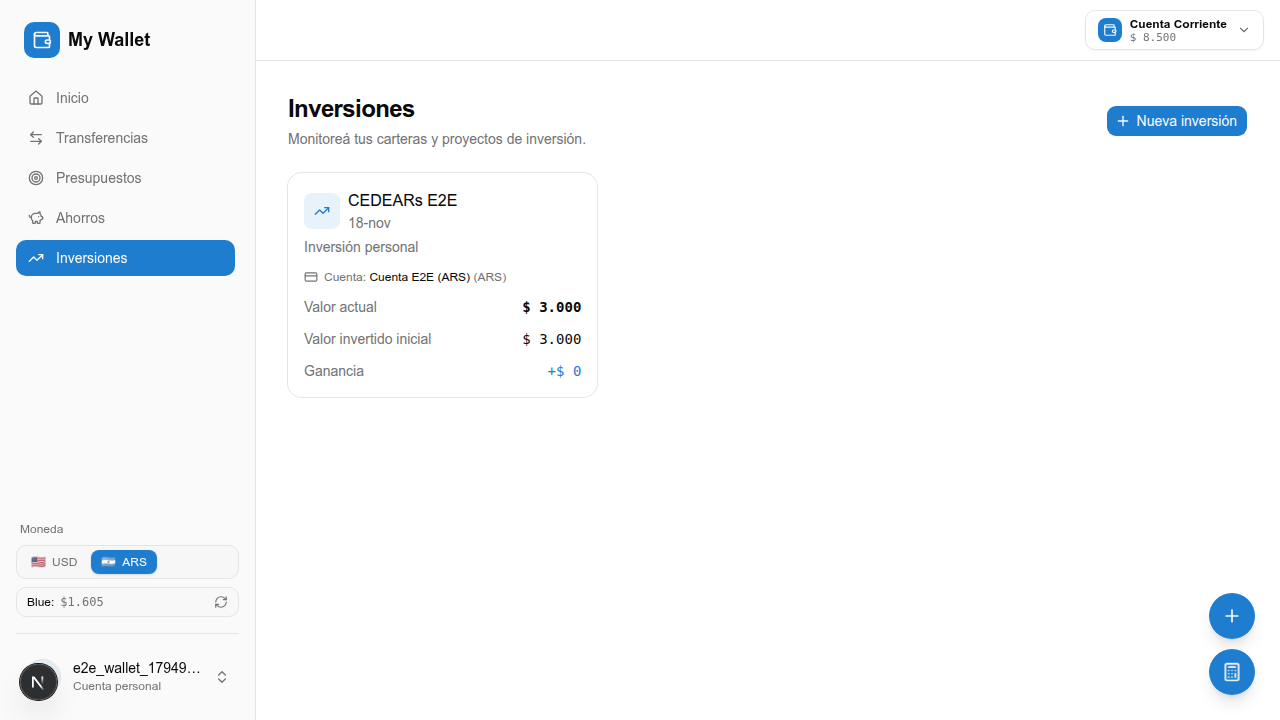 My Wallet
Inicio
Transferencias
Presupuestos
Ahorros
Inversiones
Moneda
USD
ARS
Blue: $1.605
N
e2e_wallet_17949...
Cuenta personal
Cuenta Corriente
$ 8.500
Inversiones
Monitoreá tus carteras y proyectos de inversión.
Nueva inversión
CEDEARs E2E
18-nov
Inversión personal
Cuenta: Cuenta E2E (ARS) (ARS)
Valor actual $ 3.000
Valor invertido inicial $ 3.000
Ganancia +$ 0